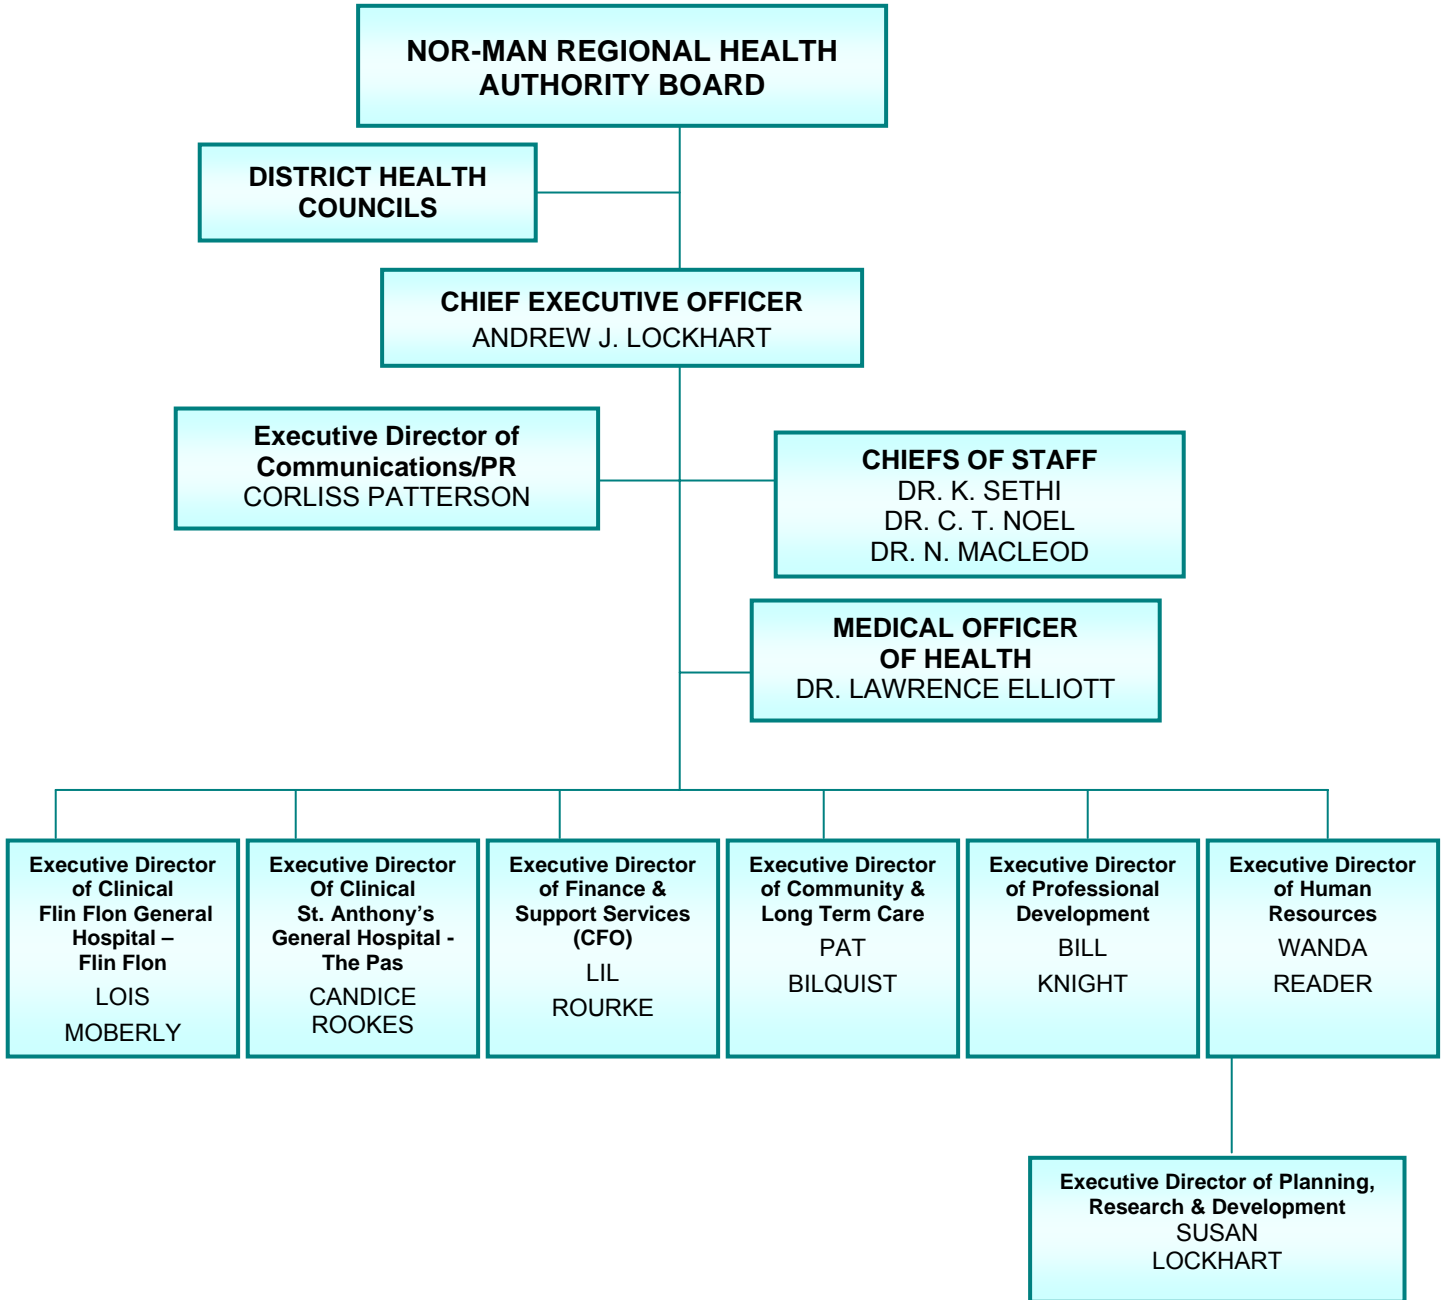 NOR-MAN REGIONAL HEALTH
AUTHORITY BOARD
DISTRICT HEALTH
COUNCILS
CHIEF EXECUTIVE OFFICER
ANDREW J. LOCKHART
Executive Director of
Communications/PR
CORLISS PATTERSON
CHIEFS OF STAFF
DR. K. SETHI
DR. C. T. NOEL
DR. N. MACLEOD
MEDICAL OFFICER
OF HEALTH
DR. LAWRENCE ELLIOTT
Executive Director
of Clinical
Flin Flon General
Hospital –
Flin Flon
LOIS
MOBERLY
Executive Director
Of Clinical
St. Anthony’s
General Hospital -
The Pas
CANDICE
ROOKES
Executive Director
of Finance &
Support Services
(CFO)
LIL
ROURKE
Executive Director
of Community &
Long Term Care
PAT
BILQUIST
Executive Director
of Professional
Development
BILL
KNIGHT
Executive Director
of Human
Resources
WANDA
READER
Executive Director of Planning,
Research & Development
SUSAN
LOCKHART